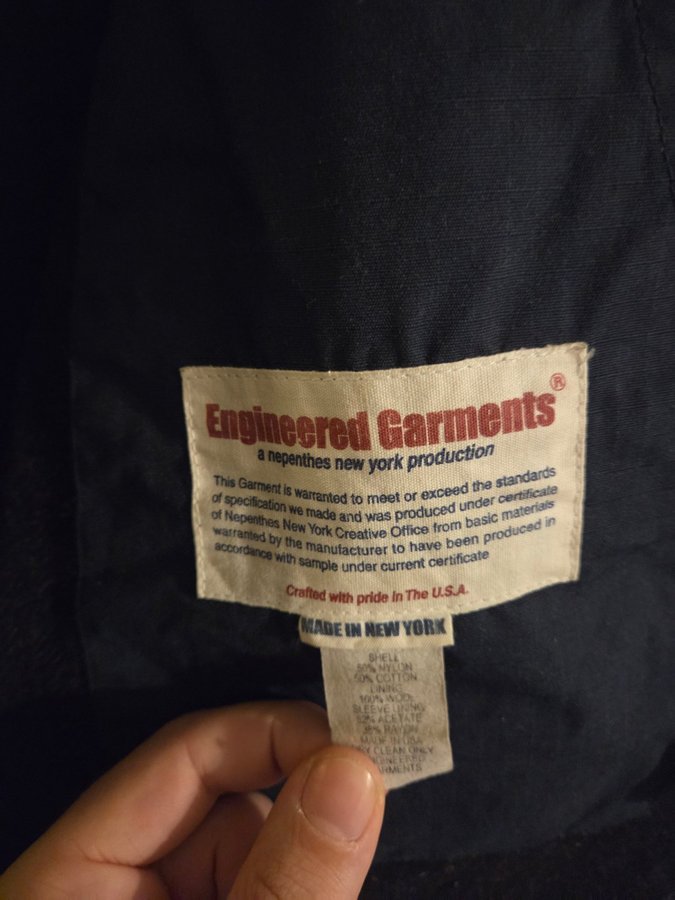 Engineered Garments®
a nepenthes new york production
This Garment is warranted to meet or exceed the standards
of specification we made and was produced under certificate
of Nepenthes New York Creative Office from basic materials
warranted by the manufacturer to have been produced in
accordance with sample under current certificate
Crafted with pride in The U.S.A.
MADE IN NEW YORK
SHELL
50% NYLON
50% COTTON
LINING
100% WOOL
SLEEVE LINING
ACETATE
RAYON
MADE IN USA
DRY CLEAN ONLY
ENGINEERED
GARMENTS